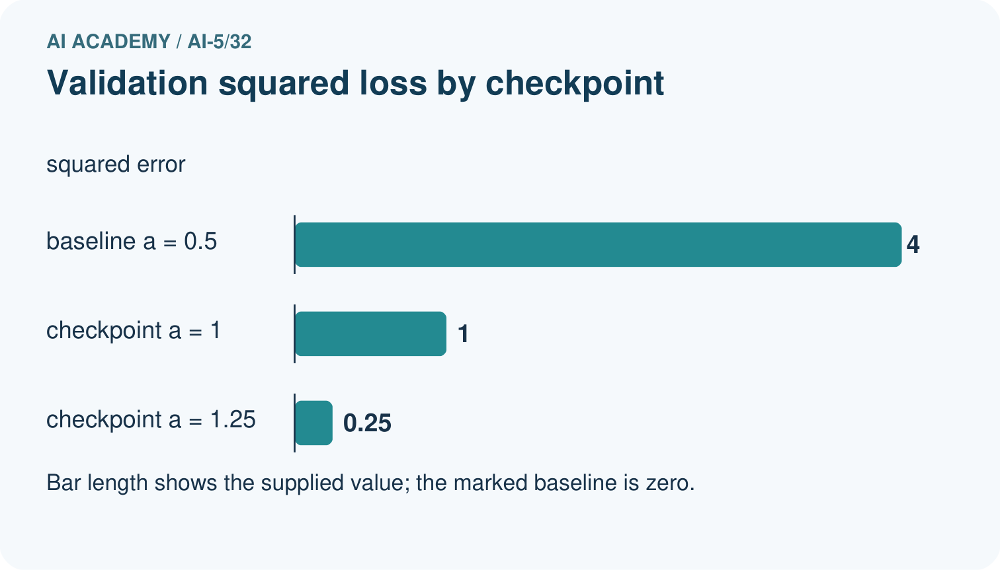 AI ACADEMY / AI-5/32
Validation squared loss by checkpoint
squared error
baseline a = 0.5
4
checkpoint a = 1
1
checkpoint a = 1.25
0.25
Bar length shows the supplied value; the marked baseline is zero.